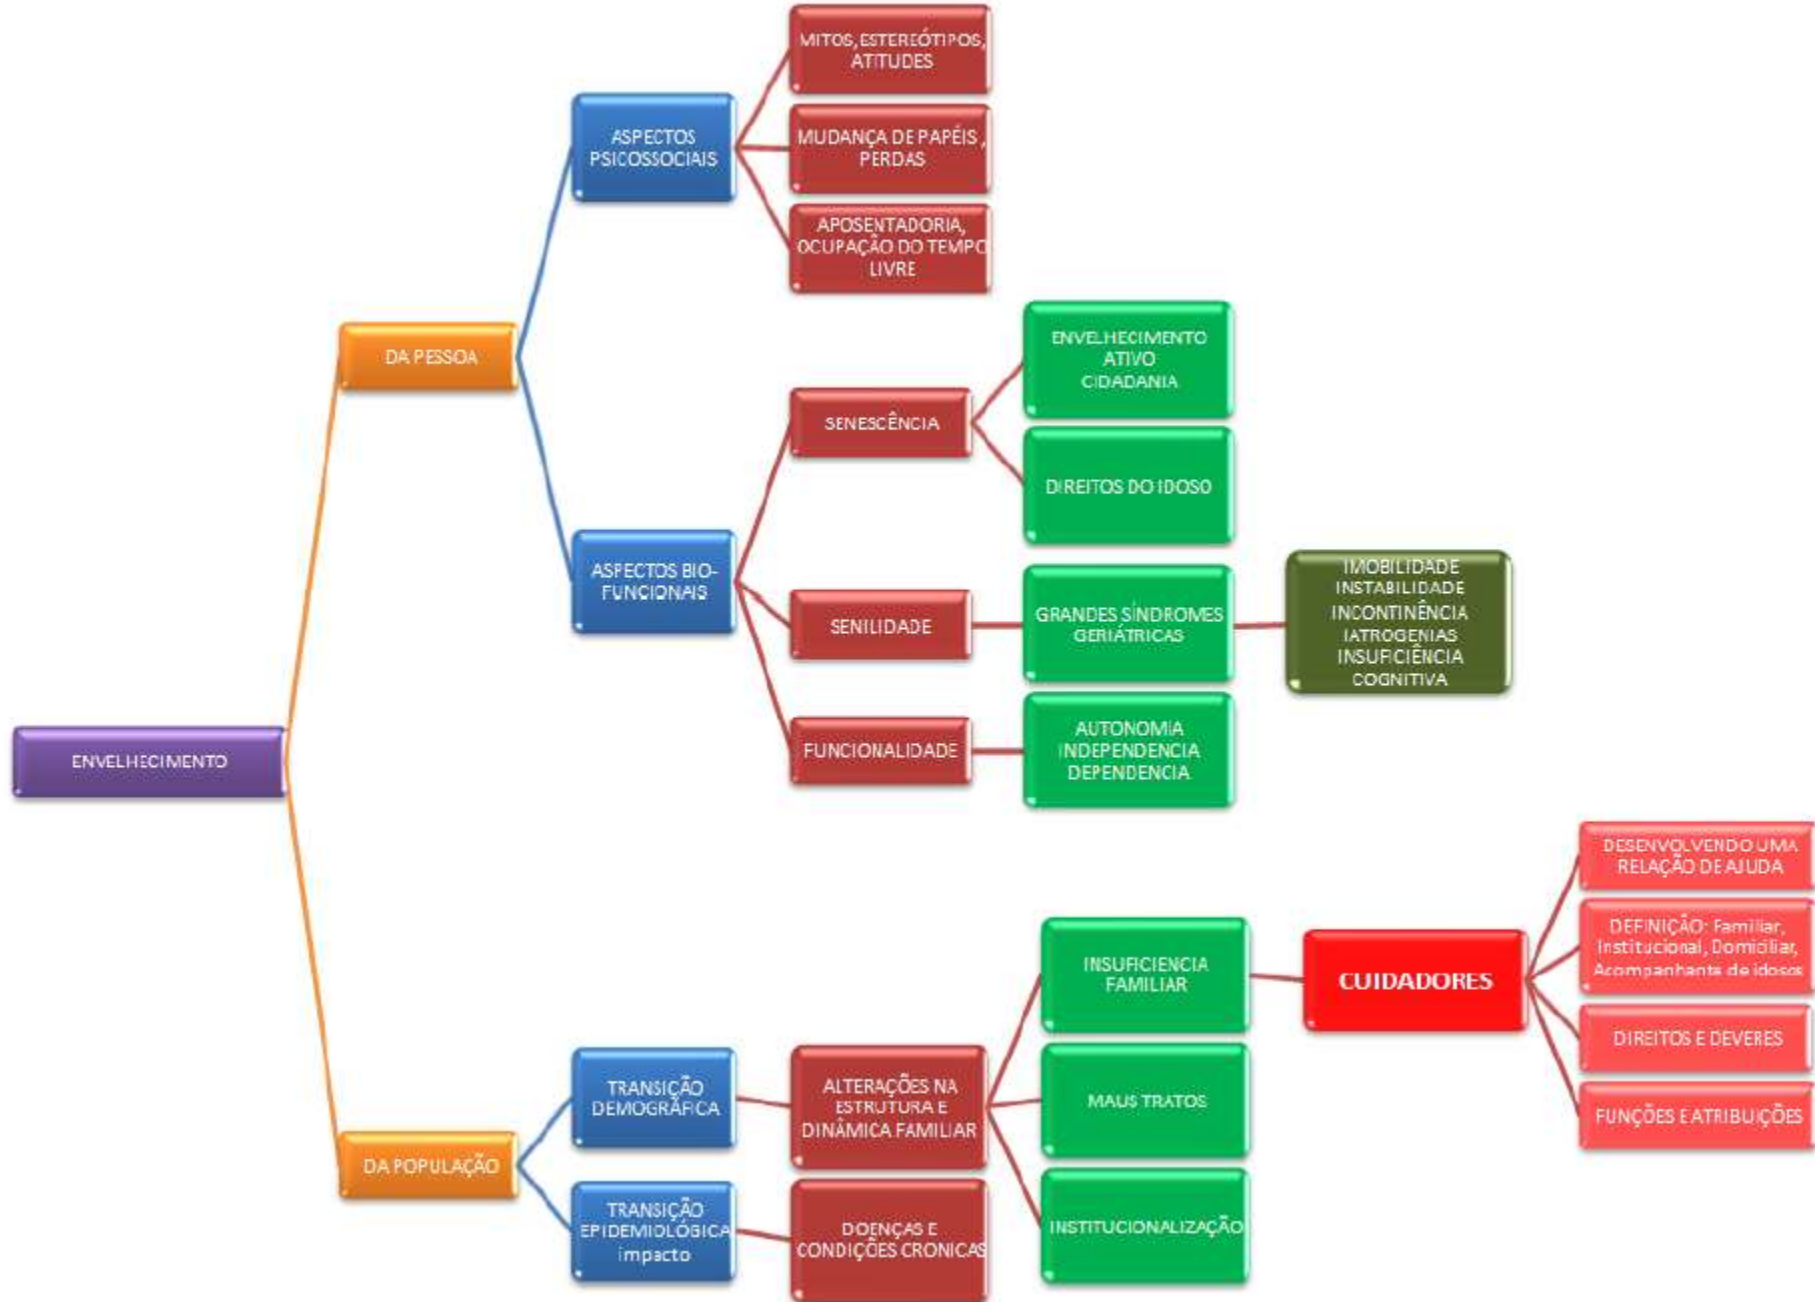 MITOS, ESTEREÓTIPOS,
ATITUDES
ASPECTOS
PSICOSSOCIAIS
MUDANÇA DE PAPÉIS ,
PERDAS
APOSENTADORIA,
OCUPAÇÃO DO TEMPO
LIVRE
DA PESSOA
ENVELHECIMENTO
ATIVO
CIDADANIA
SENESCÊNCIA
DIREITOS DO IDOSO
ASPECTOS BIO-
FUNCIONAIS
SENILIDADE
GRANDES SÍNDROMES
GERIÁTRICAS
IMOBILIDADE
INSTABILIDADE
INCONTINÊNCIA
IATROGENIAS
INSUFICIÊNCIA
COGNITIVA
FUNCIONALIDADE
AUTONOMIA
INDEPENDENCIA
DEPENDENCIA
ENVELHECIMENTO
DA POPULAÇÃO
TRANSIÇÃO
DEMOGRÁFICA
ALTERAÇÕES NA
ESTRUTURA E
DINÂMICA FAMILIAR
INSUFICIENCIA
FAMILIAR
CUIDADORES
DESENVOLVENDO UMA
RELAÇÃO DE AJUDA
DEFINIÇÃO: Familiar,
Institucional, Domiciliar,
Acompanhante de idosos
DIREITOS E DEVERES
FUNÇÕES E ATRIBUIÇÕES
MAUS TRATOS
INSTITUCIONALIZAÇÃO
TRANSIÇÃO
EPIDEMIOLÓGICA
impacto
DOENÇAS E
CONDIÇÕES CRONICAS